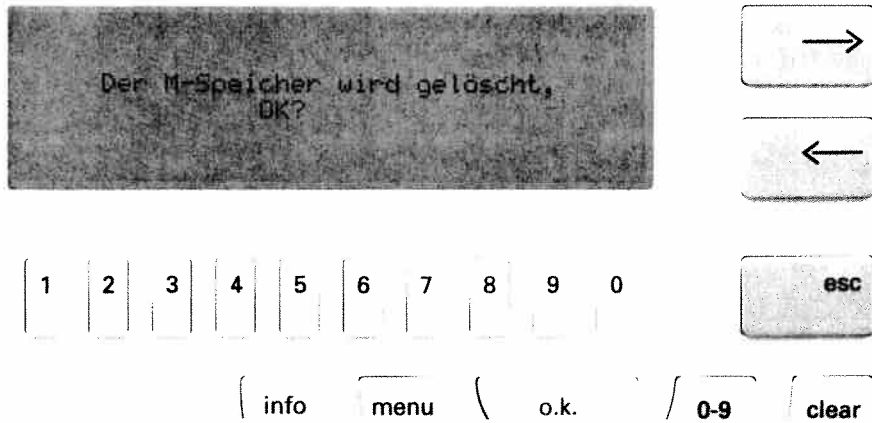 Der M-Speicher wird gelöscht,
OK?
1 2 3 4 5 6 7 8 9 0
esc
info menu o.k. 0-9 clear